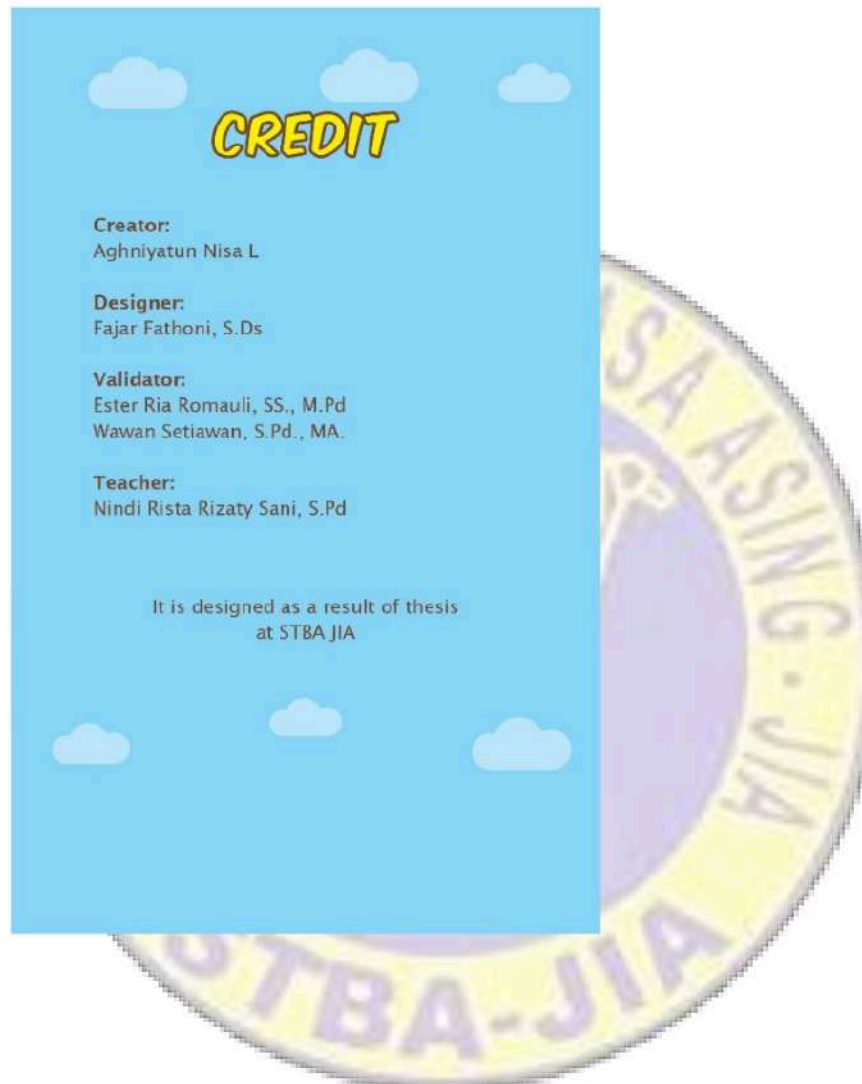 CREDIT
Creator:
Aghniyatun Nisa L
Designer:
Fajar Fathoni, S.Ds
Validator:
Ester Ria Romauli, SS., M.Pd
Wawan Setiawan, S.Pd., MA.
Teacher:
Nindi Rista Rizaty Sani, S.Pd
It is designed as a result of thesis
at STBA JIA
ASA ASING - JIA
STBA-JIA